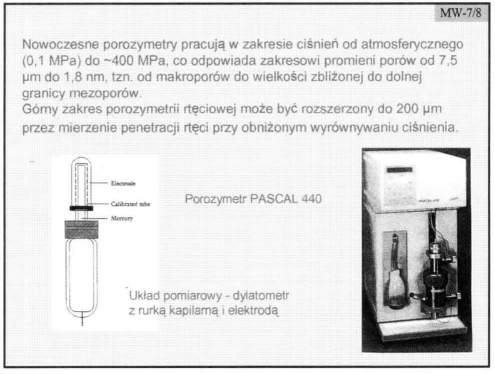 MW-7/8
Nowoczesne porozymetry pracują w zakresie ciśnień od atmosferycznego
(0,1 MPa) do ~400 MPa, co odpowiada zakresowi promieni porów od 7,5
µm do 1,8 nm, tzn. od makroporów do wielkości zbliżonej do dolnej
granicy mezoporów.
Górny zakres porozymetrii rtęciowej może być rozszerzony do 200 µm
przez mierzenie penetracji rtęci przy obniżonym wyrównywaniu ciśnienia.
Electrode
Calibrated tube
Mercury
Porozymetr PASCAL 440
Układ pomiarowy - dylatometr
z rurką kapilarną i elektrodą